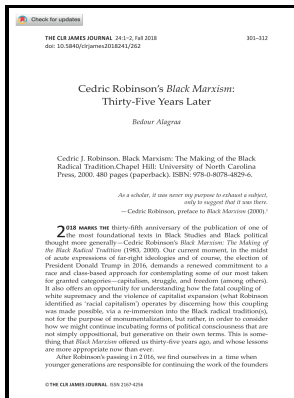 Check for updates
THE CLR JAMES JOURNAL 24:1–2, Fall 2018 301–312
doi: 10.5840/clrjames2018241/262
Cedric Robinson's Black Marxism:
Thirty-Five Years Later
Bedour Alagraa
Cedric J. Robinson. Black Marxism: The Making of the Black
Radical Tradition.Chapel Hill: University of North Carolina
Press, 2000. 480 pages (paperback). ISBN: 978-0-8078-4829-6.
As a scholar, it was never my purpose to exhaust a subject,
only to suggest that it was there.
— Cedric Robinson, preface to Black Marxism (2000).¹
2018 MARKS THE thirty-fifth anniversary of the publication of one of
the most foundational texts in Black Studies and Black political
thought more generally—Cedric Robinson's Black Marxism: The Making of the
Black Radical Tradition (1983, 2000). Our current moment, in the midst
of acute expressions of far-right ideologies and of course, the election of
President Donald Trump in 2016, demands a renewed commitment to a
race and class-based approach for contemplating some of our most taken
for granted categories—capitalism, struggle, and freedom (among others).
It also offers an opportunity for understanding how the fatal coupling of
white supremacy and the violence of capitalist expansion (what Robinson
identified as 'racial capitalism') operates by discerning how this coupling
was made possible, via a re-immersion into the Black radical tradition(s),
not for the purpose of monumentalization, but rather, in order to consider
how we might continue incubating forms of political consciousness that are
not simply oppositional, but generative on their own terms. This is some-
thing that Black Marxism offered us thirty-five years ago, and whose lessons
are more appropriate now than ever.
After Robinson's passing in 2016, we find ourselves in a time when
younger generations are responsible for continuing the work of the founders
© THE CLR JAMES JOURNAL ISSN 2167-4256